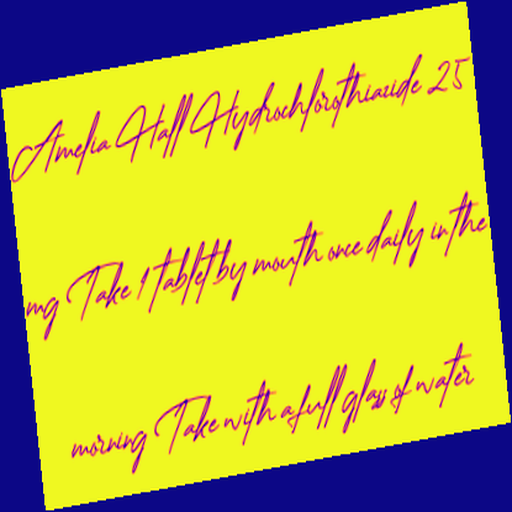 Amelia Hall Hydrochlorothiazide 25
mg Take 1 tablet by mouth once daily in the
morning Take with a full glass of water